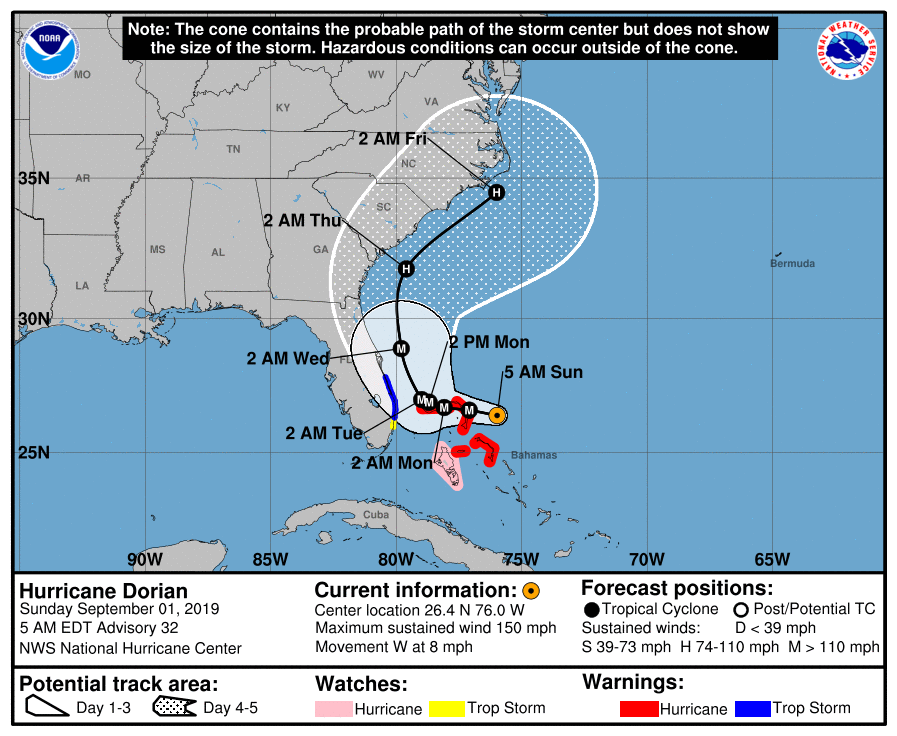 Note: The cone contains the probable path of the storm center but does not show
the size of the storm. Hazardous conditions can occur outside of the cone.
NOAA
NATIONAL WEATHER SERVICE
MO
WV
KY
VA
2 AM Fri
TN
NC
35N
AR
SC
2 AM Thu
H
MS
AL
GA
H
Bermuda
LA
30N
2 PM Mon
M
2 AM Wed
FL
5 AM Sun
M M M M
2 AM Tue
25N
2 AM Mon
Bahamas
Cuba
90W 85W 80W 75W 70W 65W
Hurricane Dorian
Sunday September 01, 2019
5 AM EDT Advisory 32
NWS National Hurricane Center
Current information:
Center location 26.4 N 76.0 W
Maximum sustained wind 150 mph
Movement W at 8 mph
Forecast positions:
Tropical Cyclone Post/Potential TC
Sustained winds: D < 39 mph
S 39-73 mph H 74-110 mph M > 110 mph
Potential track area:
Day 1-3 Day 4-5
Watches:
Hurricane Trop Storm
Warnings:
Hurricane Trop Storm